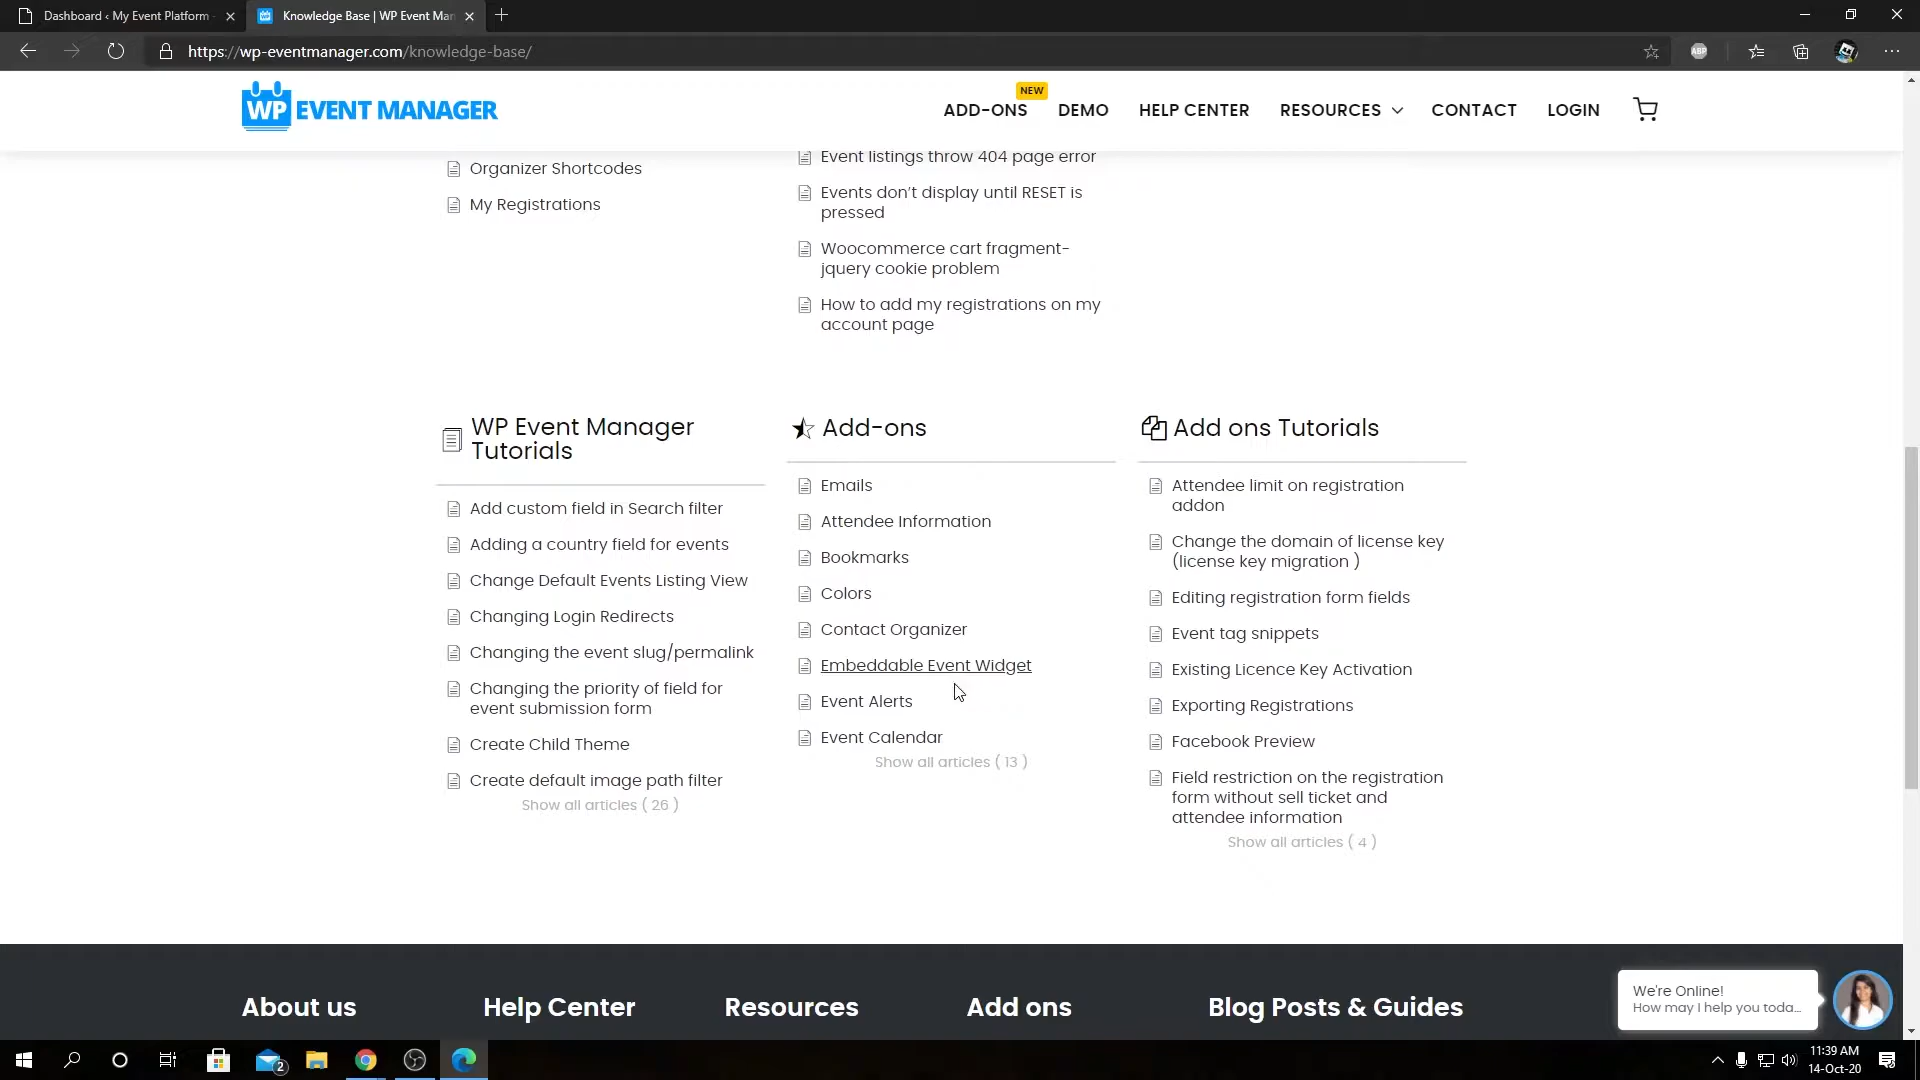 Dashboard ‹ My Event Platform
Knowledge Base | WP Event Man
https://wp-eventmanager.com/knowledge-base/
ABP
WP EVENT MANAGER
NEW
ADD-ONS
DEMO
HELP CENTER
RESOURCES
CONTACT
LOGIN
Organizer Shortcodes
My Registrations
Event listings throw 404 page error
Events don’t display until RESET is
pressed
Woocommerce cart fragment-
jquery cookie problem
How to add my registrations on my
account page
WP Event Manager
Tutorials
Add custom field in Search filter
Adding a country field for events
Change Default Events Listing View
Changing Login Redirects
Changing the event slug/permalink
Changing the priority of field for
event submission form
Create Child Theme
Create default image path filter
Show all articles ( 26 )
Add-ons
Emails
Attendee Information
Bookmarks
Colors
Contact Organizer
Embeddable Event Widget
Event Alerts
Event Calendar
Show all articles ( 13 )
Add ons Tutorials
Attendee limit on registration
addon
Change the domain of license key
(license key migration )
Editing registration form fields
Event tag snippets
Existing Licence Key Activation
Exporting Registrations
Facebook Preview
Field restriction on the registration
form without sell ticket and
attendee information
Show all articles ( 4 )
About us
Help Center
Resources
Add ons
Blog Posts & Guides
We're Online!
How may I help you toda...
2
11:39 AM
14-Oct-20